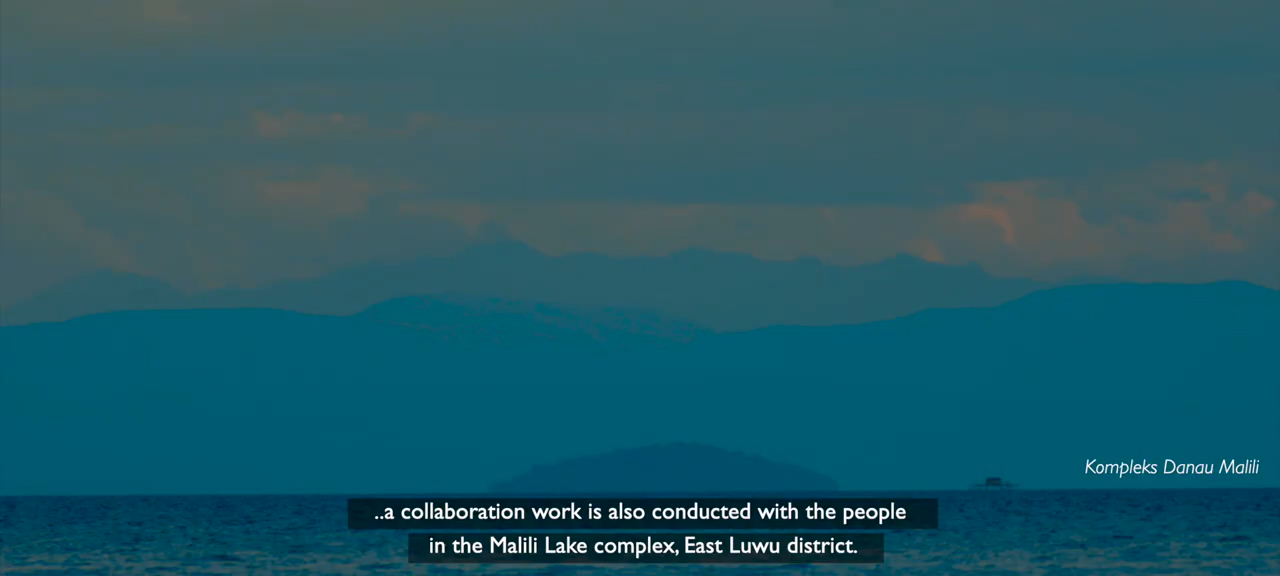 Kompleks Danau Malili
..a collaboration work is also conducted with the people
in the Malili Lake complex, East Luwu district.